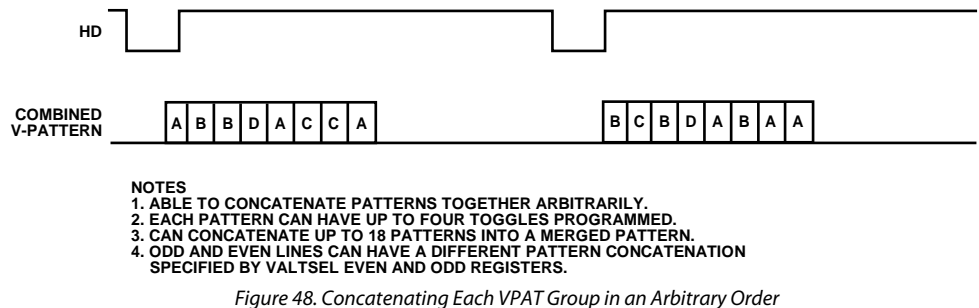 HD
COMBINED
V-PATTERN
A B B D A C C A
B C B D A B A A
NOTES
1. ABLE TO CONCATENATE PATTERNS TOGETHER ARBITRARILY.
2. EACH PATTERN CAN HAVE UP TO FOUR TOGGLES PROGRAMMED.
3. CAN CONCATENATE UP TO 18 PATTERNS INTO A MERGED PATTERN.
4. ODD AND EVEN LINES CAN HAVE A DIFFERENT PATTERN CONCATENATION
SPECIFIED BY VALTSEL EVEN AND ODD REGISTERS.
Figure 48. Concatenating Each VPAT Group in an Arbitrary Order